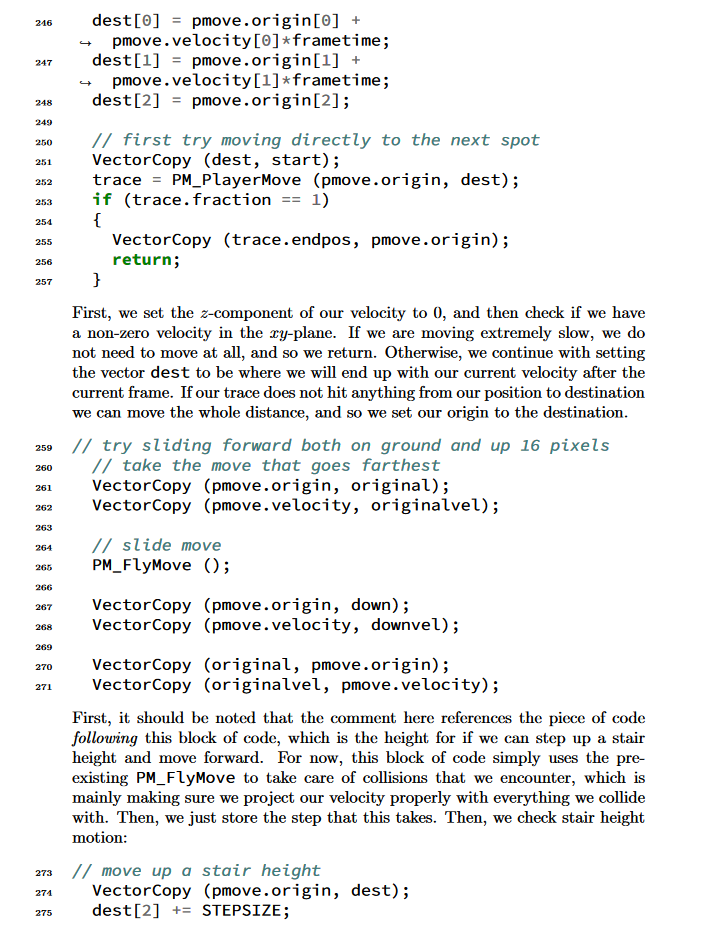 246 dest[0] = pmove.origin[0] +
↪ pmove.velocity[0]*frametime;
247 dest[1] = pmove.origin[1] +
↪ pmove.velocity[1]*frametime;
248 dest[2] = pmove.origin[2];
249
250 // first try moving directly to the next spot
251 VectorCopy (dest, start);
252 trace = PM_PlayerMove (pmove.origin, dest);
253 if (trace.fraction == 1)
254 {
255 VectorCopy (trace.endpos, pmove.origin);
256 return;
257 }
First, we set the z-component of our velocity to 0, and then check if we have
a non-zero velocity in the xy-plane. If we are moving extremely slow, we do
not need to move at all, and so we return. Otherwise, we continue with setting
the vector dest to be where we will end up with our current velocity after the
current frame. If our trace does not hit anything from our position to destination
we can move the whole distance, and so we set our origin to the destination.
259 // try sliding forward both on ground and up 16 pixels
260 // take the move that goes farthest
261 VectorCopy (pmove.origin, original);
262 VectorCopy (pmove.velocity, originalvel);
263
264 // slide move
265 PM_FlyMove ();
266
267 VectorCopy (pmove.origin, down);
268 VectorCopy (pmove.velocity, downvel);
269
270 VectorCopy (original, pmove.origin);
271 VectorCopy (originalvel, pmove.velocity);
First, it should be noted that the comment here references the piece of code
following this block of code, which is the height for if we can step up a stair
height and move forward. For now, this block of code simply uses the pre-
existing PM_FlyMove to take care of collisions that we encounter, which is
mainly making sure we project our velocity properly with everything we collide
with. Then, we just store the step that this takes. Then, we check stair height
motion:
273 // move up a stair height
274 VectorCopy (pmove.origin, dest);
275 dest[2] += STEPSIZE;